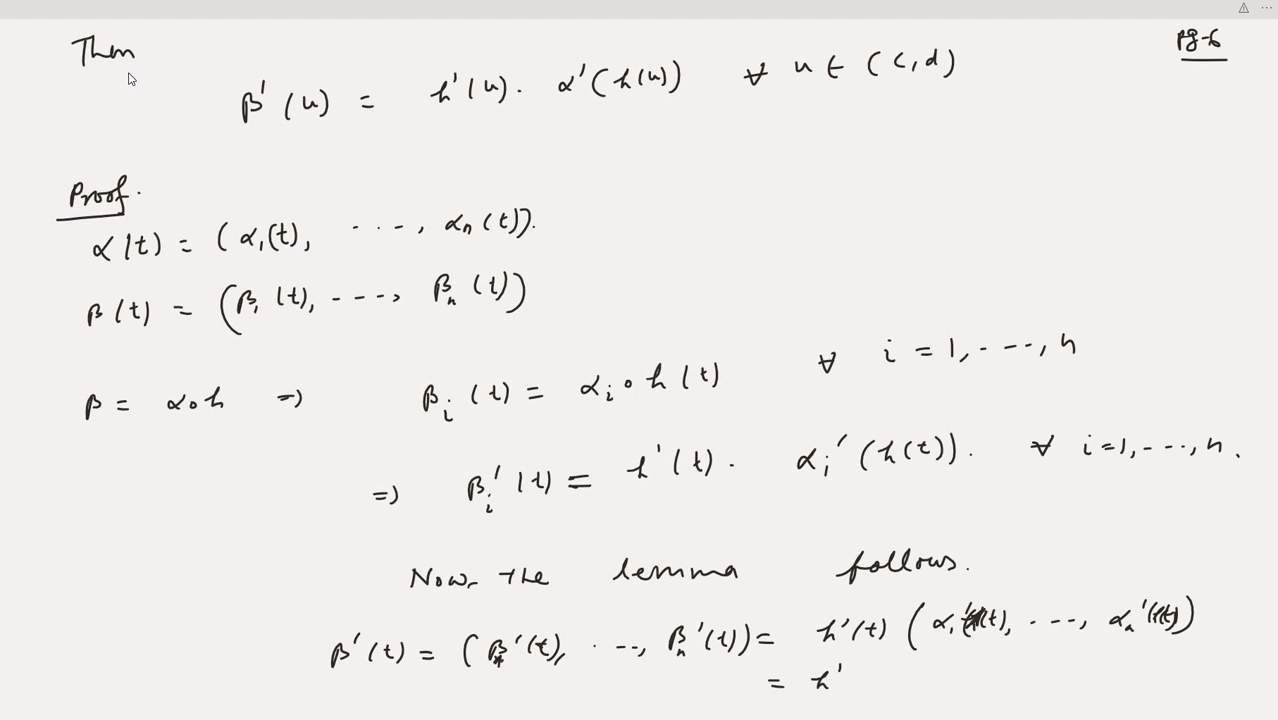 Pg-6
Then
β'(u) = h'(u). α'(h(u)) ∀ u ∈ (c,d)
Proof.
α(t) = (α₁(t), ...., αₙ(t)).
β(t) = (β₁(t), ----, βₙ(t))
β = α∘h => βᵢ(t) = αᵢ∘h(t) ∀ i = 1,----,n
=> βᵢ'(t) = h'(t). αᵢ'(h(t)). ∀ i=1,----,n.
Now the lemma follows.
β'(t) = (β₁'(t), ...., βₙ'(t)) = h'(t) (α₁'(h(t), ...., αₙ'(h(t))
= h'